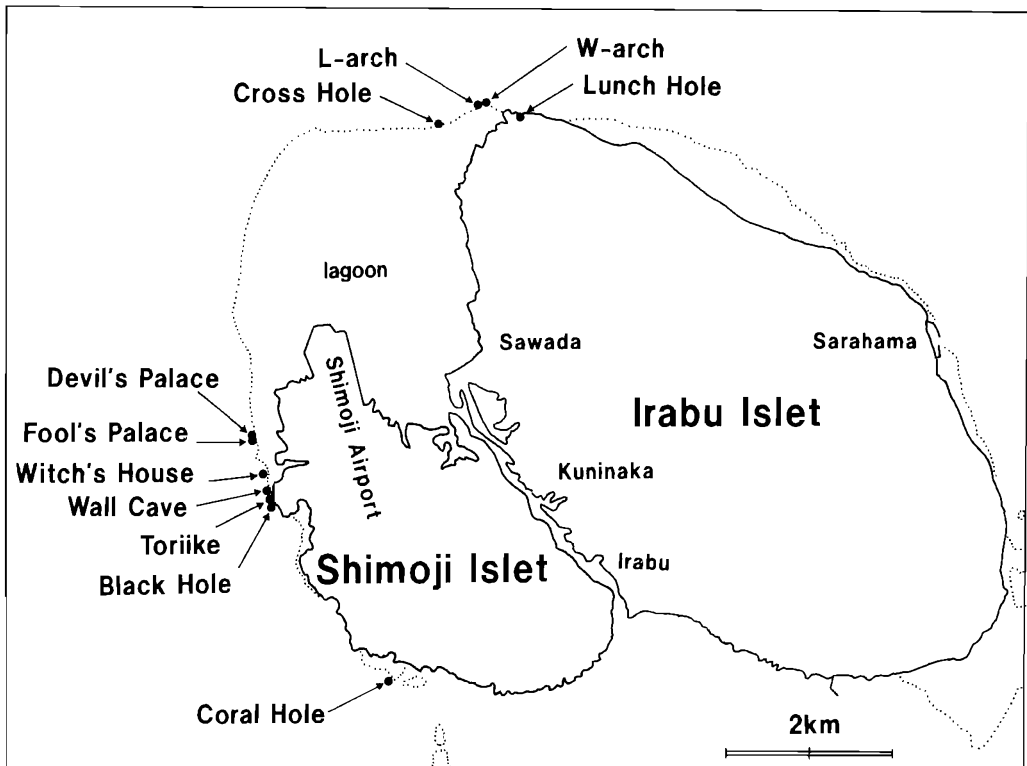 W-arch
L-arch
Cross Hole
Lunch Hole
lagoon
Sawada
Sarahama
Shimoji Airport
Devil's Palace
Irabu Islet
Fool's Palace
Witch's House
Kuninaka
Wall Cave
Toriike
Irabu
Shimoji Islet
Black Hole
Coral Hole
2km